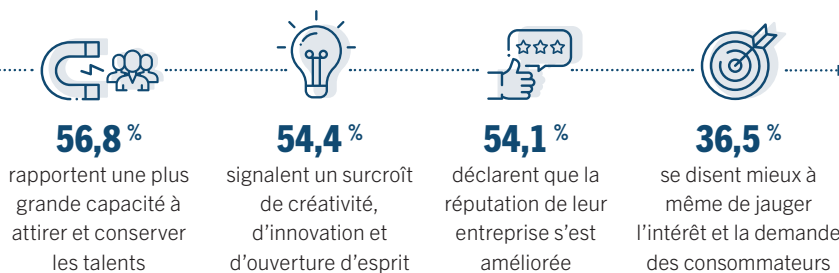 56,8 %
rapportent une plus
grande capacité à
attirer et conserver
les talents
54,4 %
signalent un surcroît
de créativité,
d'innovation et
d'ouverture d'esprit
54,1 %
déclarent que la
réputation de leur
entreprise s'est
améliorée
36,5 %
se disent mieux à
même de jauger
l'intérêt et la demande
des consommateurs